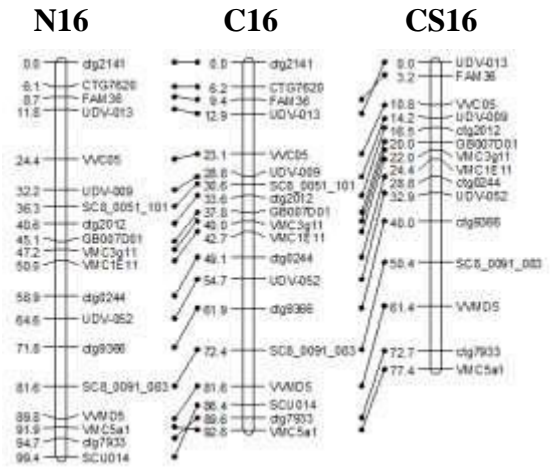 N16 C16 CS16
0.0 ctg2141
6.1 CTG7620
8.7 FAM36
11.8 UDV-013
24.4 VVC05
32.2 UDV-009
36.3 SC8_0051_101
40.6 ctg2012
45.1 GB007D01
47.2 VMC3g11
50.9 VMC1E11
58.9 ctg0244
64.6 UDV-052
71.8 ctg9366
81.6 SC8_0091_083
89.8 VVMD5
91.9 VMC5a1
94.7 ctg7933
99.4 SCU014
0.0 ctg2141
6.2 CTG7620
9.4 FAM36
12.9 UDV-013
23.1 VVC05
28.8 UDV-009
30.6 SC8_0051_101
33.6 ctg2012
37.8 GB007D01
40.0 VMC3g11
42.7 VMC1E11
49.1 ctg0244
54.7 UDV-052
61.9 ctg9366
72.4 SC8_0091_083
81.8 VVMD5
86.4 SCU014
89.6 ctg7933
92.8 VMC5a1
0.0 UDV-013
3.2 FAM36
10.8 VVC05
14.2 UDV-009
16.5 ctg2012
20.0 GB007D01
22.0 VMC3g11
24.4 VMC1E11
28.8 ctg0244
32.9 UDV-052
40.0 ctg9366
50.4 SC8_0091_083
61.4 VVMD5
72.7 ctg7933
77.4 VMC5a1